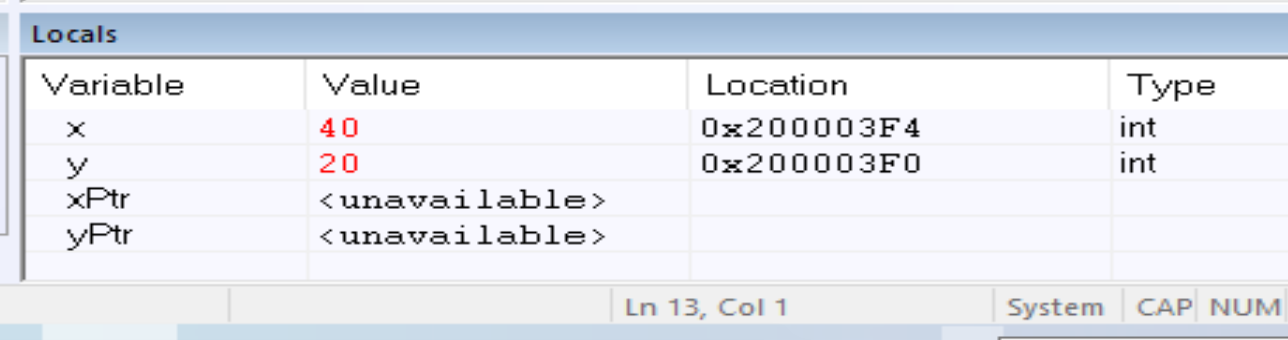 Locals
Variable Value Location Type
x 40 0x200003F4 int
y 20 0x200003F0 int
xPtr <unavailable>
yPtr <unavailable>
Ln 13, Col 1 System CAP NUM